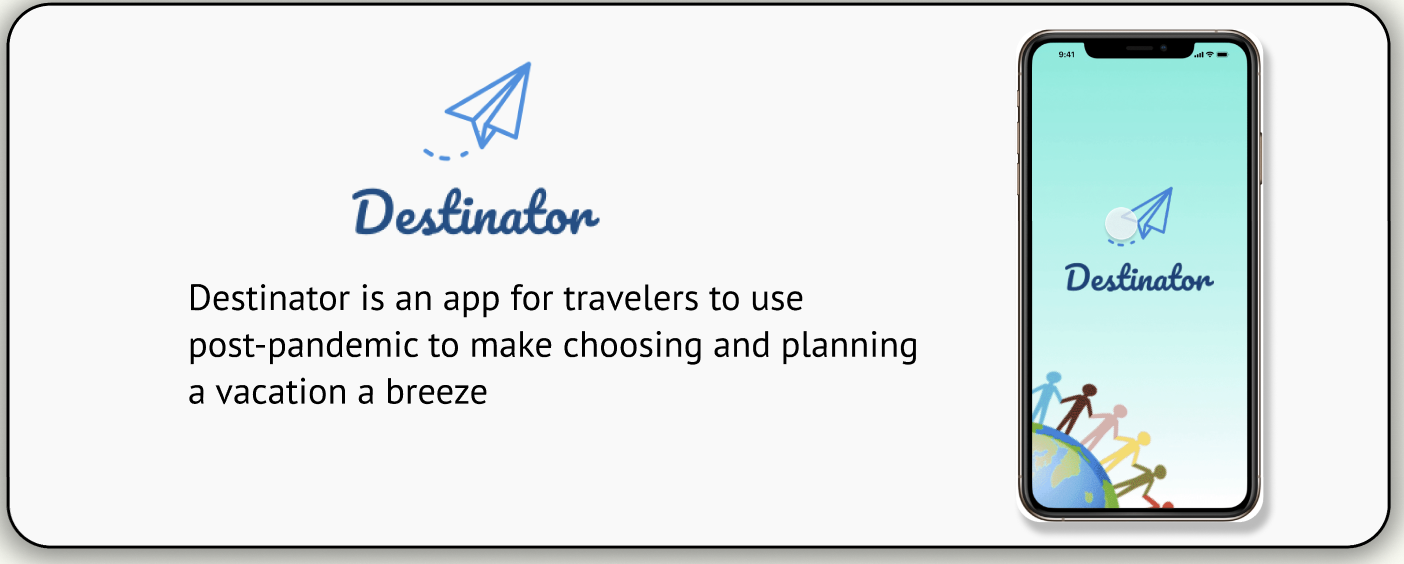 Destinator
Destinator is an app for travelers to use
post-pandemic to make choosing and planning
a vacation a breeze
9:41
Destinator